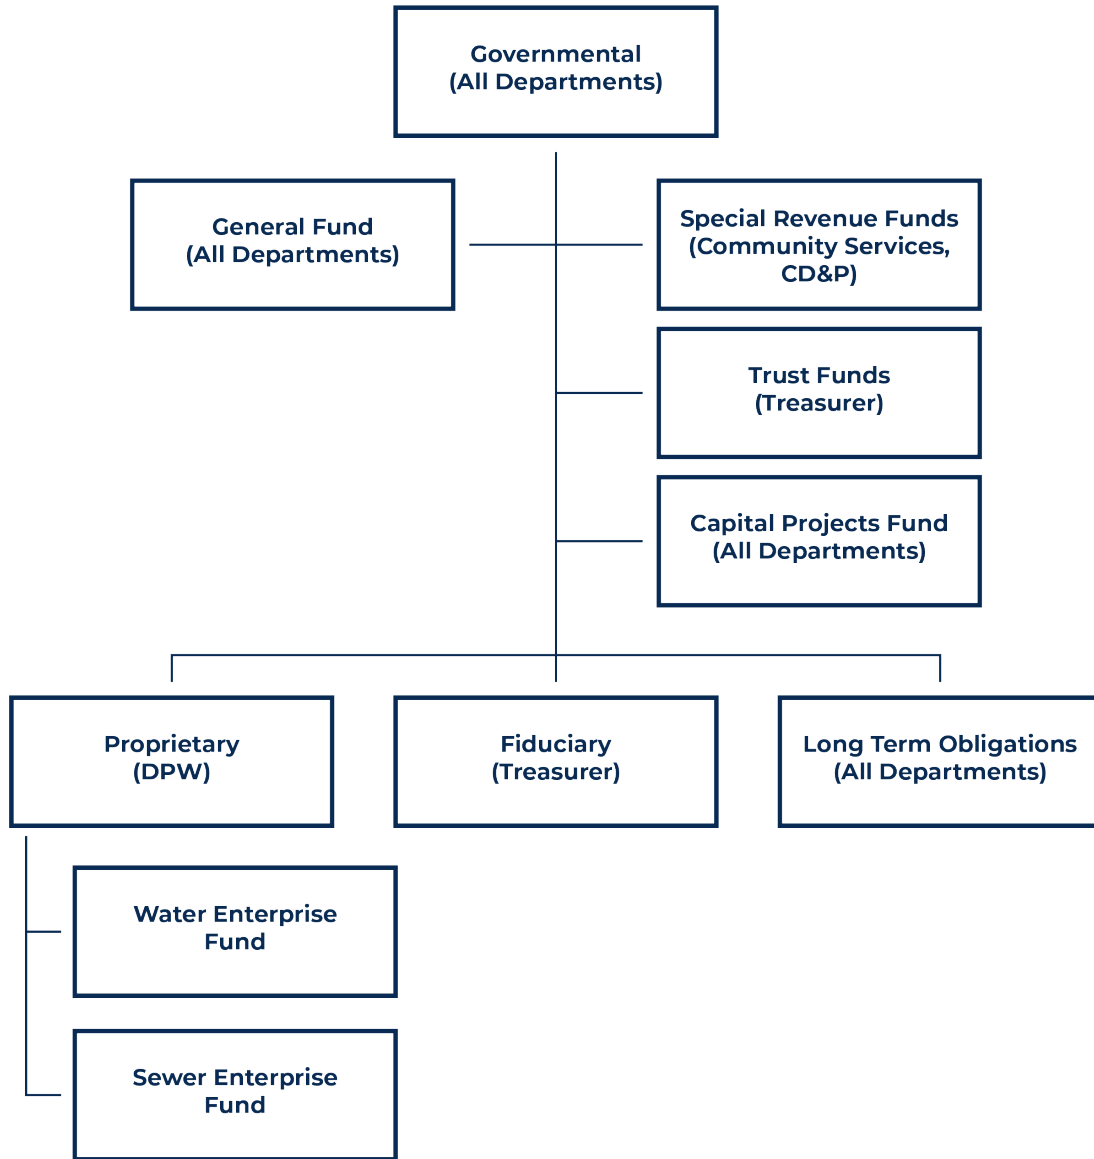 Governmental
(All Departments)
General Fund
(All Departments)
Special Revenue Funds
(Community Services,
CD&P)
Trust Funds
(Treasurer)
Capital Projects Fund
(All Departments)
Proprietary
(DPW)
Fiduciary
(Treasurer)
Long Term Obligations
(All Departments)
Water Enterprise
Fund
Sewer Enterprise
Fund